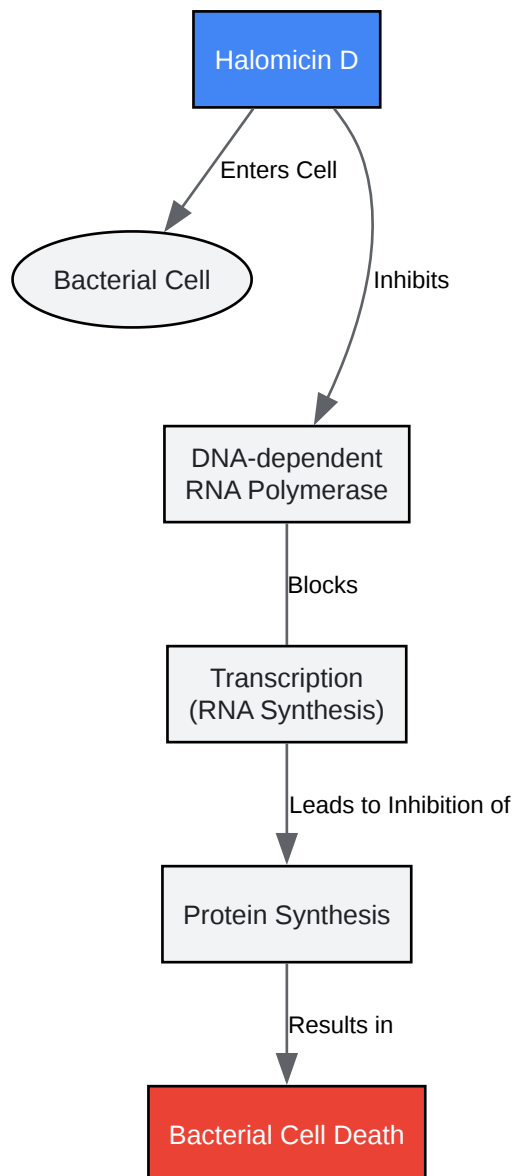 Halomicin D
Enters Cell
Bacterial Cell
Inhibits
DNA-dependent
RNA Polymerase
Blocks
Transcription
(RNA Synthesis)
Leads to Inhibition of
Protein Synthesis
Results in
Bacterial Cell Death